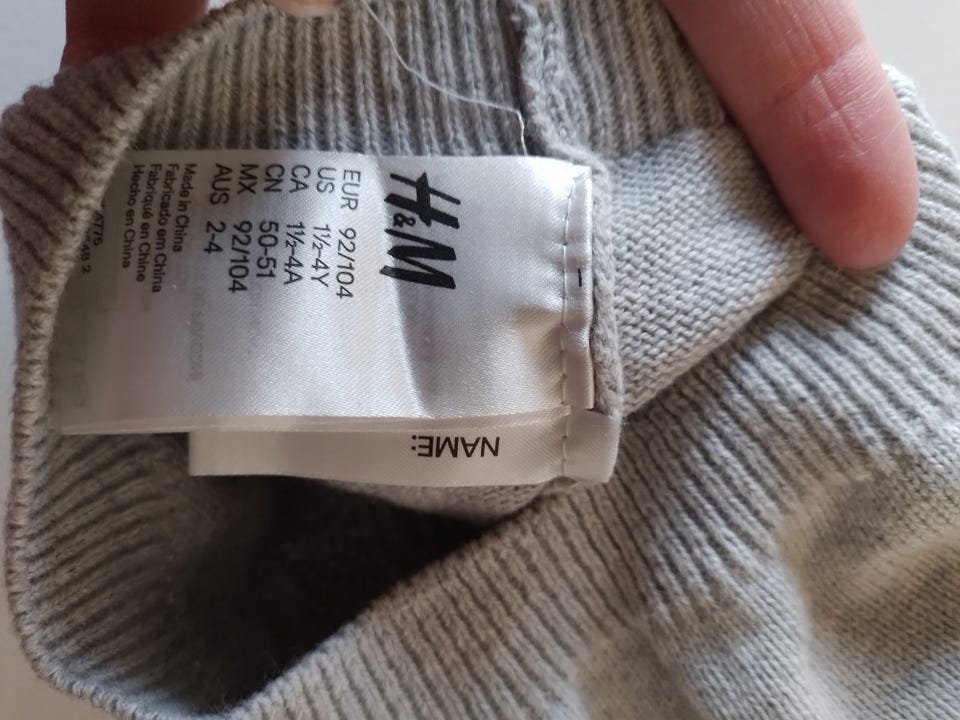 H&M
EUR 92/104
US 1½-4Y
CA 1½-4A
CN 50-51
MX 92/104
AUS 2-4
Made in China
Fabricado em China
Fabriqué en Chine
Hecho en China
NAME: